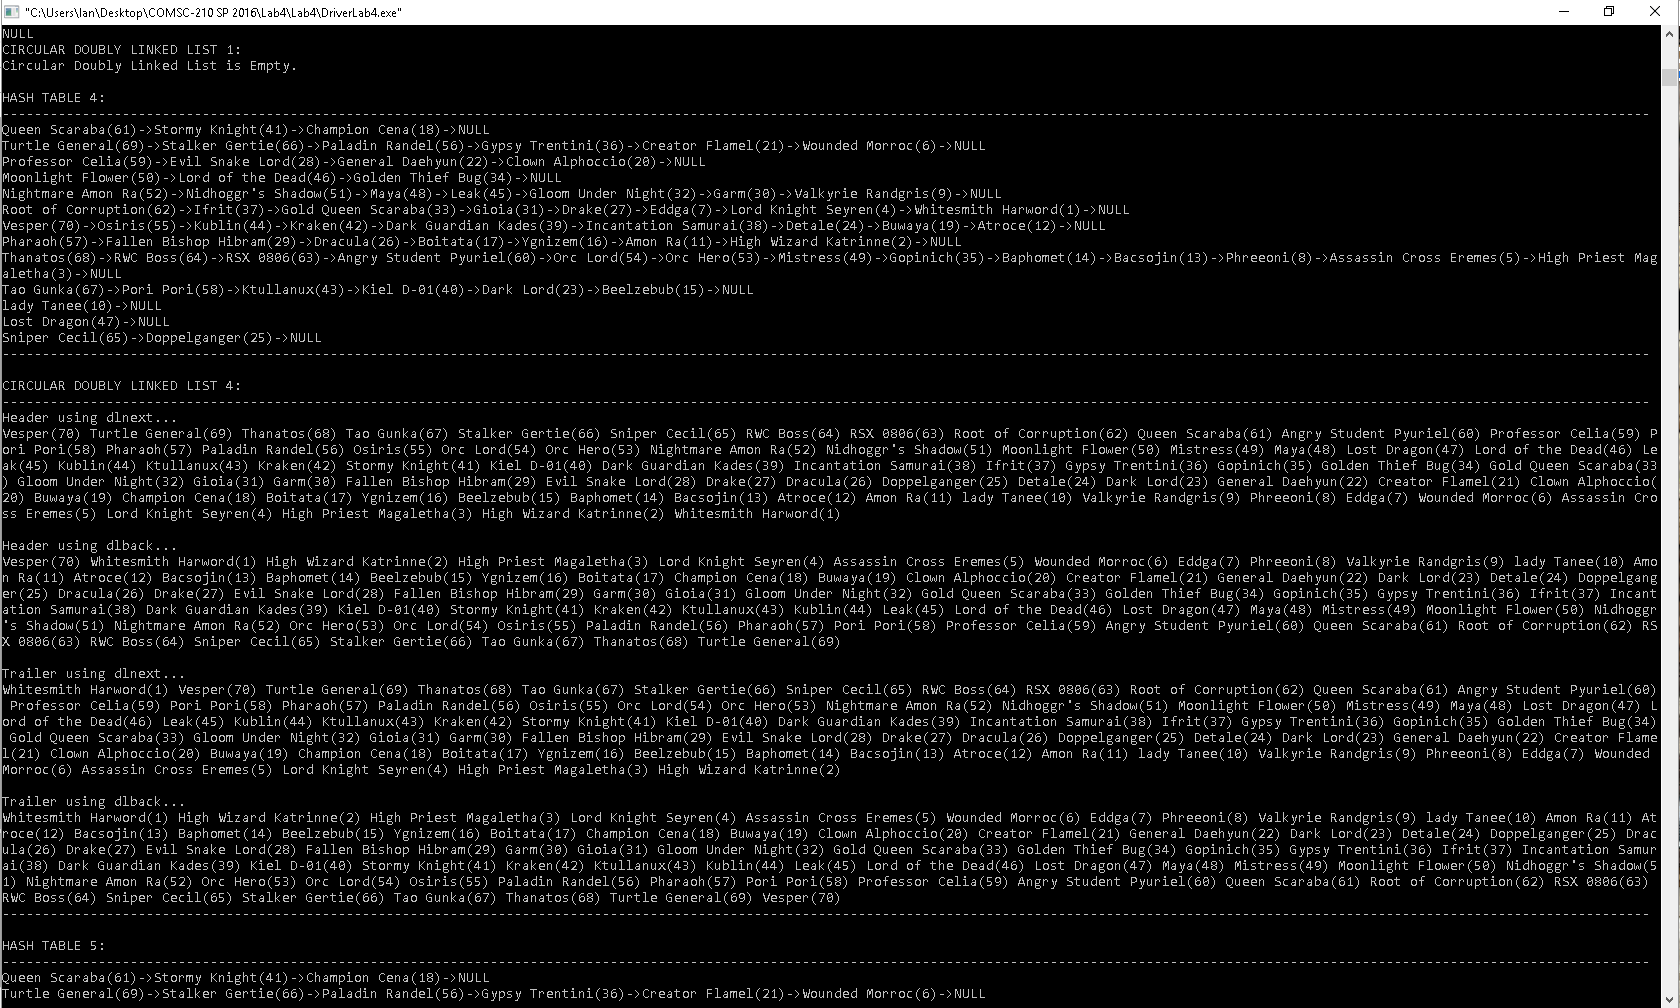 "C:\Users\Ian\Desktop\COMSC-210 SP 2016\Lab4\Lab4\DriverLab4.exe"
NULL
CIRCULAR DOUBLY LINKED LIST 1:
Circular Doubly Linked List is Empty.
HASH TABLE 4:
--------------------------------------------------------------------------------------------------------------------------------------------------------------------------------------------------------------
Queen Scaraba(61)->Stormy Knight(41)->Champion Cena(18)->NULL
Turtle General(69)->Stalker Gertie(66)->Paladin Randel(56)->Gypsy Trentini(36)->Creator Flamel(21)->Wounded Morroc(6)->NULL
Professor Celia(59)->Evil Snake Lord(28)->General Daehyun(22)->Clown Alphoccio(20)->NULL
Moonlight Flower(50)->Lord of the Dead(46)->Golden Thief Bug(34)->NULL
Nightmare Amon Ra(52)->Nidhoggr's Shadow(51)->Maya(48)->Leak(45)->Gloom Under Night(32)->Garm(30)->Valkyrie Randgris(9)->NULL
Root of Corruption(62)->Ifrit(37)->Gold Queen Scaraba(33)->Gioia(31)->Drake(27)->Eddga(7)->Lord Knight Seyren(4)->Whitesmith Harword(1)->NULL
Vesper(70)->Osiris(55)->Kublin(44)->Kraken(42)->Dark Guardian Kades(39)->Incantation Samurai(38)->Detale(24)->Buwaya(19)->Atroce(12)->NULL
Pharaoh(57)->Fallen Bishop Hibram(29)->Dracula(26)->Boitata(17)->Ygnizem(16)->Amon Ra(11)->High Wizard Katrinne(2)->NULL
Thanatos(68)->RWC Boss(64)->RSX 0806(63)->Angry Student Pyuriel(60)->Orc Lord(54)->Orc Hero(53)->Mistress(49)->Gopinich(35)->Baphomet(14)->Bacsojin(13)->Phreeoni(8)->Assassin Cross Eremes(5)->High Priest Mag
aletha(3)->NULL
Tao Gunka(67)->Pori Pori(58)->Ktullanux(43)->Kiel D-01(40)->Dark Lord(23)->Beelzebub(15)->NULL
lady Tanee(10)->NULL
Lost Dragon(47)->NULL
Sniper Cecil(65)->Doppelganger(25)->NULL
--------------------------------------------------------------------------------------------------------------------------------------------------------------------------------------------------------------
CIRCULAR DOUBLY LINKED LIST 4:
--------------------------------------------------------------------------------------------------------------------------------------------------------------------------------------------------------------
Header using dlnext...
Vesper(70) Turtle General(69) Thanatos(68) Tao Gunka(67) Stalker Gertie(66) Sniper Cecil(65) RWC Boss(64) RSX 0806(63) Root of Corruption(62) Queen Scaraba(61) Angry Student Pyuriel(60) Professor Celia(59) P
ori Pori(58) Pharaoh(57) Paladin Randel(56) Osiris(55) Orc Lord(54) Orc Hero(53) Nightmare Amon Ra(52) Nidhoggr's Shadow(51) Moonlight Flower(50) Mistress(49) Maya(48) Lost Dragon(47) Lord of the Dead(46) Le
ak(45) Kublin(44) Ktullanux(43) Kraken(42) Stormy Knight(41) Kiel D-01(40) Dark Guardian Kades(39) Incantation Samurai(38) Ifrit(37) Gypsy Trentini(36) Gopinich(35) Golden Thief Bug(34) Gold Queen Scaraba(33
) Gloom Under Night(32) Gioia(31) Garm(30) Fallen Bishop Hibram(29) Evil Snake Lord(28) Drake(27) Dracula(26) Doppelganger(25) Detale(24) Dark Lord(23) General Daehyun(22) Creator Flamel(21) Clown Alphoccio(
20) Buwaya(19) Champion Cena(18) Boitata(17) Ygnizem(16) Beelzebub(15) Baphomet(14) Bacsojin(13) Atroce(12) Amon Ra(11) lady Tanee(10) Valkyrie Randgris(9) Phreeoni(8) Eddga(7) Wounded Morroc(6) Assassin Cro
ss Eremes(5) Lord Knight Seyren(4) High Priest Magaletha(3) High Wizard Katrinne(2) Whitesmith Harword(1)
Header using dlback...
Vesper(70) Whitesmith Harword(1) High Wizard Katrinne(2) High Priest Magaletha(3) Lord Knight Seyren(4) Assassin Cross Eremes(5) Wounded Morroc(6) Eddga(7) Phreeoni(8) Valkyrie Randgris(9) lady Tanee(10) Amo
n Ra(11) Atroce(12) Bacsojin(13) Baphomet(14) Beelzebub(15) Ygnizem(16) Boitata(17) Champion Cena(18) Buwaya(19) Clown Alphoccio(20) Creator Flamel(21) General Daehyun(22) Dark Lord(23) Detale(24) Doppelgang
er(25) Dracula(26) Drake(27) Evil Snake Lord(28) Fallen Bishop Hibram(29) Garm(30) Gioia(31) Gloom Under Night(32) Gold Queen Scaraba(33) Golden Thief Bug(34) Gopinich(35) Gypsy Trentini(36) Ifrit(37) Incant
ation Samurai(38) Dark Guardian Kades(39) Kiel D-01(40) Stormy Knight(41) Kraken(42) Ktullanux(43) Kublin(44) Leak(45) Lord of the Dead(46) Lost Dragon(47) Maya(48) Mistress(49) Moonlight Flower(50) Nidhoggr
's Shadow(51) Nightmare Amon Ra(52) Orc Hero(53) Orc Lord(54) Osiris(55) Paladin Randel(56) Pharaoh(57) Pori Pori(58) Professor Celia(59) Angry Student Pyuriel(60) Queen Scaraba(61) Root of Corruption(62) RS
X 0806(63) RWC Boss(64) Sniper Cecil(65) Stalker Gertie(66) Tao Gunka(67) Thanatos(68) Turtle General(69)
Trailer using dlnext...
Whitesmith Harword(1) Vesper(70) Turtle General(69) Thanatos(68) Tao Gunka(67) Stalker Gertie(66) Sniper Cecil(65) RWC Boss(64) RSX 0806(63) Root of Corruption(62) Queen Scaraba(61) Angry Student Pyuriel(60)
Professor Celia(59) Pori Pori(58) Pharaoh(57) Paladin Randel(56) Osiris(55) Orc Lord(54) Orc Hero(53) Nightmare Amon Ra(52) Nidhoggr's Shadow(51) Moonlight Flower(50) Mistress(49) Maya(48) Lost Dragon(47) L
ord of the Dead(46) Leak(45) Kublin(44) Ktullanux(43) Kraken(42) Stormy Knight(41) Kiel D-01(40) Dark Guardian Kades(39) Incantation Samurai(38) Ifrit(37) Gypsy Trentini(36) Gopinich(35) Golden Thief Bug(34)
Gold Queen Scaraba(33) Gloom Under Night(32) Gioia(31) Garm(30) Fallen Bishop Hibram(29) Evil Snake Lord(28) Drake(27) Dracula(26) Doppelganger(25) Detale(24) Dark Lord(23) General Daehyun(22) Creator Flame
l(21) Clown Alphoccio(20) Buwaya(19) Champion Cena(18) Boitata(17) Ygnizem(16) Beelzebub(15) Baphomet(14) Bacsojin(13) Atroce(12) Amon Ra(11) lady Tanee(10) Valkyrie Randgris(9) Phreeoni(8) Eddga(7) Wounded
Morroc(6) Assassin Cross Eremes(5) Lord Knight Seyren(4) High Priest Magaletha(3) High Wizard Katrinne(2)
Trailer using dlback...
Whitesmith Harword(1) High Wizard Katrinne(2) High Priest Magaletha(3) Lord Knight Seyren(4) Assassin Cross Eremes(5) Wounded Morroc(6) Eddga(7) Phreeoni(8) Valkyrie Randgris(9) lady Tanee(10) Amon Ra(11) At
roce(12) Bacsojin(13) Baphomet(14) Beelzebub(15) Ygnizem(16) Boitata(17) Champion Cena(18) Buwaya(19) Clown Alphoccio(20) Creator Flamel(21) General Daehyun(22) Dark Lord(23) Detale(24) Doppelganger(25) Drac
ula(26) Drake(27) Evil Snake Lord(28) Fallen Bishop Hibram(29) Garm(30) Gioia(31) Gloom Under Night(32) Gold Queen Scaraba(33) Golden Thief Bug(34) Gopinich(35) Gypsy Trentini(36) Ifrit(37) Incantation Samur
ai(38) Dark Guardian Kades(39) Kiel D-01(40) Stormy Knight(41) Kraken(42) Ktullanux(43) Kublin(44) Leak(45) Lord of the Dead(46) Lost Dragon(47) Maya(48) Mistress(49) Moonlight Flower(50) Nidhoggr's Shadow(5
1) Nightmare Amon Ra(52) Orc Hero(53) Orc Lord(54) Osiris(55) Paladin Randel(56) Pharaoh(57) Pori Pori(58) Professor Celia(59) Angry Student Pyuriel(60) Queen Scaraba(61) Root of Corruption(62) RSX 0806(63)
RWC Boss(64) Sniper Cecil(65) Stalker Gertie(66) Tao Gunka(67) Thanatos(68) Turtle General(69) Vesper(70)
--------------------------------------------------------------------------------------------------------------------------------------------------------------------------------------------------------------
HASH TABLE 5:
--------------------------------------------------------------------------------------------------------------------------------------------------------------------------------------------------------------
Queen Scaraba(61)->Stormy Knight(41)->Champion Cena(18)->NULL
Turtle General(69)->Stalker Gertie(66)->Paladin Randel(56)->Gypsy Trentini(36)->Creator Flamel(21)->Wounded Morroc(6)->NULL